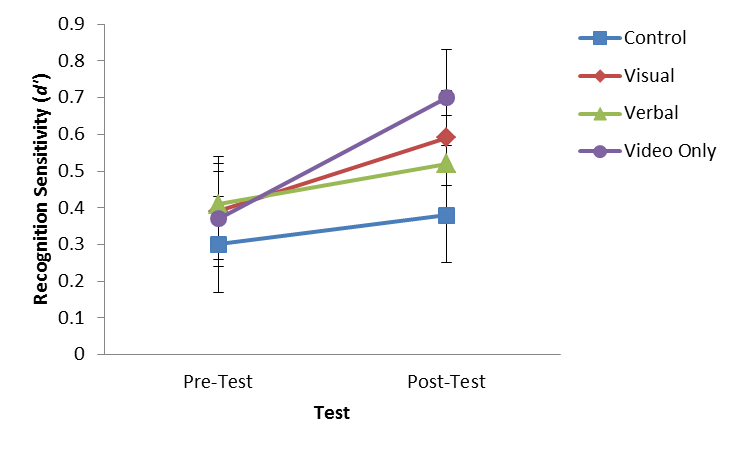 0.9
0.8
0.7
0.6
0.5
0.4
0.3
0.2
0.1
0
Recognition Sensitivity (d′)
Pre-Test
Post-Test
Test
Control
Visual
Verbal
Video Only